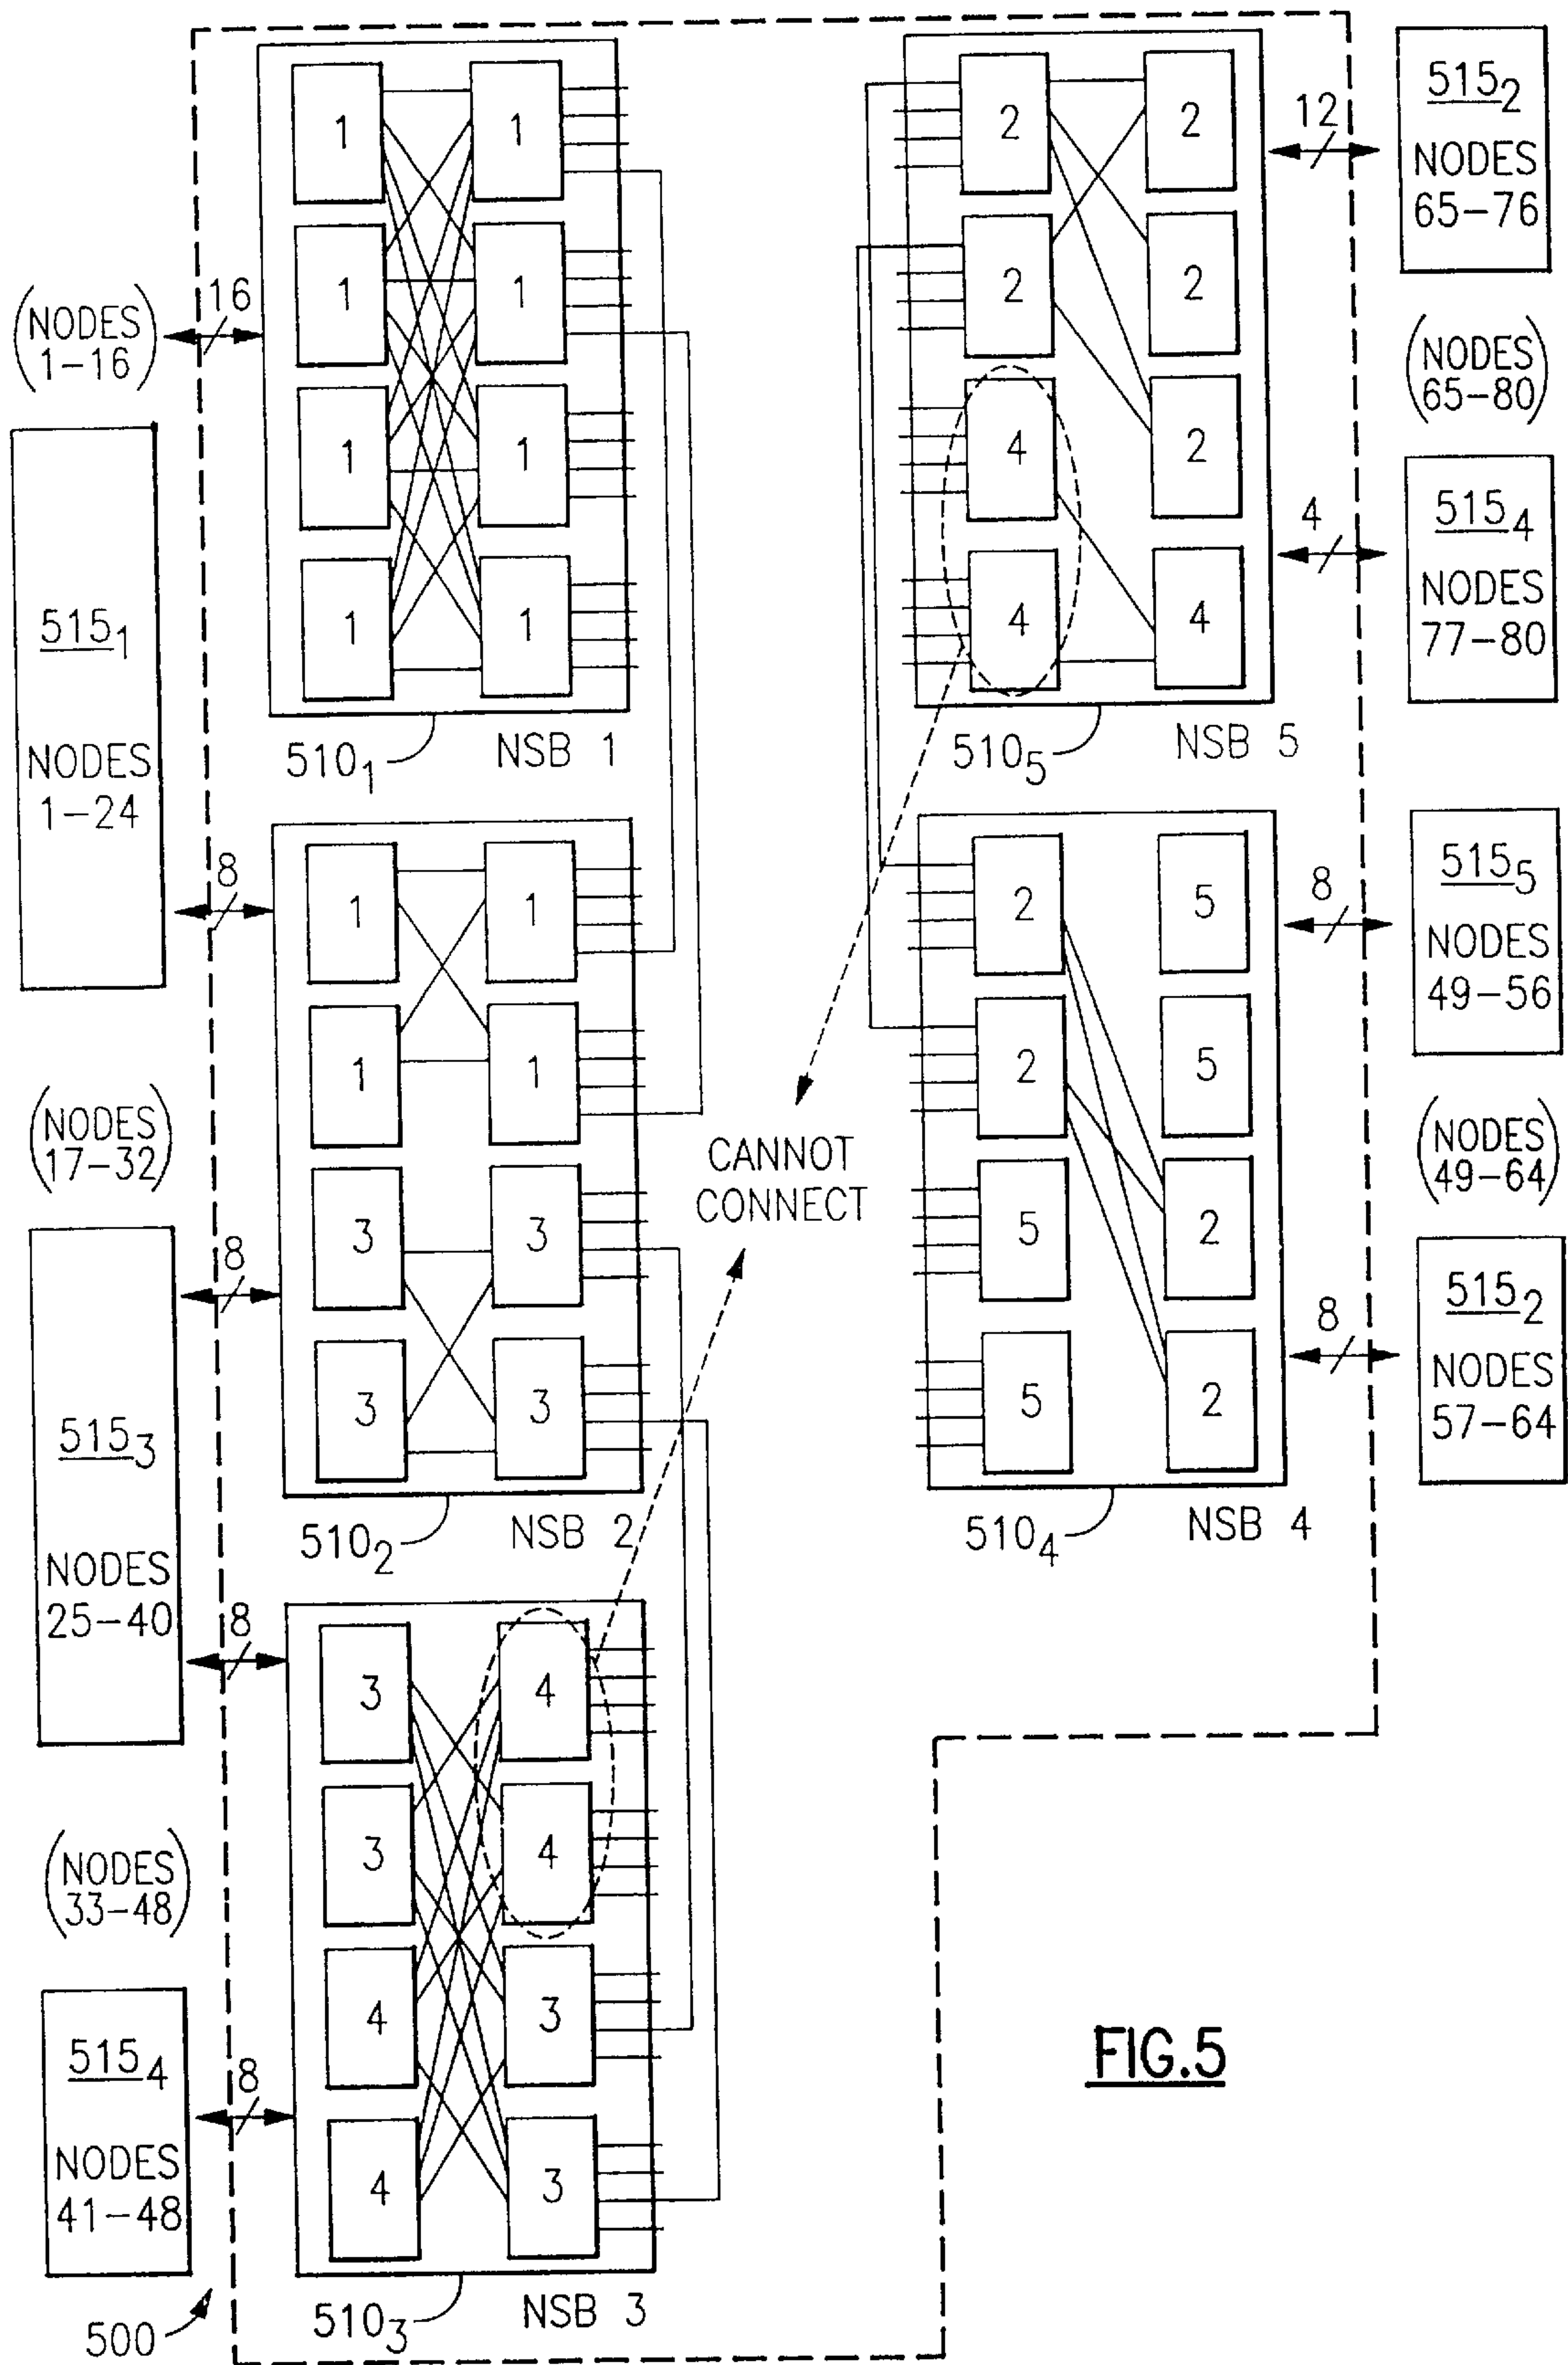 1 1
1 1
1 1
1 1
510₁ NSB 1
16
(NODES
1-16)
515₁
NODES
1-24
8
1 1
1 1
3 3
3 3
510₂ NSB 2
(NODES
17-32)
8
515₃
NODES
25-40
8
3 4
3 4
4 3
4 3
510₃ NSB 3
(NODES
33-48)
515₄
NODES
41-48
8
500
CANNOT
CONNECT
2 2
2 2
4 2
4 4
510₅ NSB 5
12
515₂
NODES
65-76
(NODES
65-80)
4
515₄
NODES
77-80
2 5
2 5
5 2
5 2
510₄ NSB 4
8
515₅
NODES
49-56
(NODES
49-64)
8
515₂
NODES
57-64
FIG.5